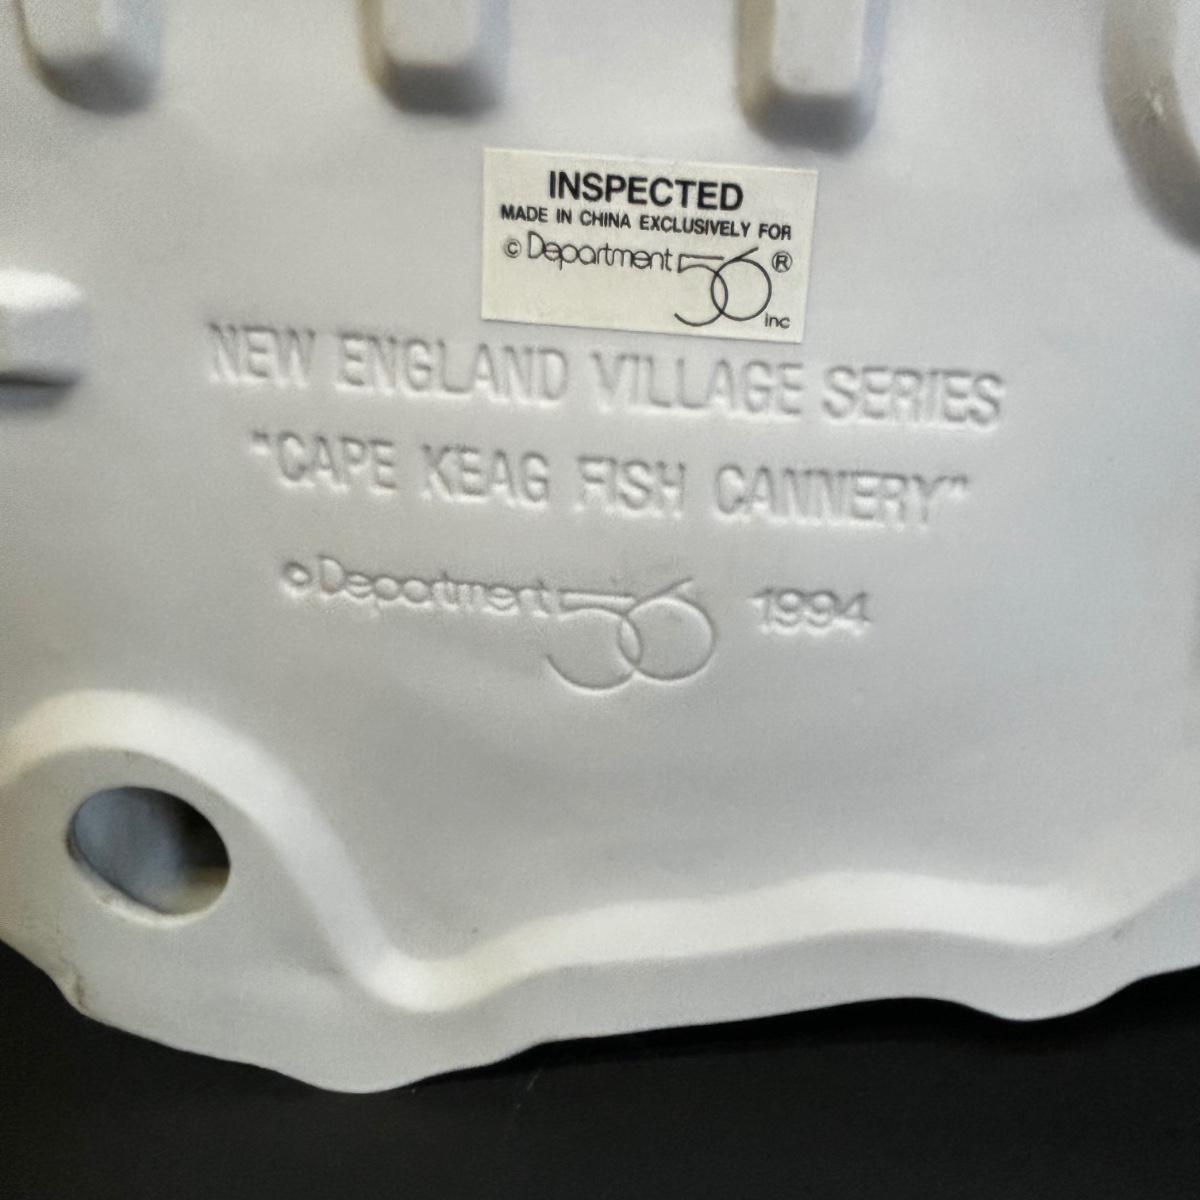 INSPECTED
MADE IN CHINA EXCLUSIVELY FOR
© Department 56 ®
inc
NEW ENGLAND VILLAGE SERIES
"CAPE KEAG FISH CANNERY"
© Department 56 1994